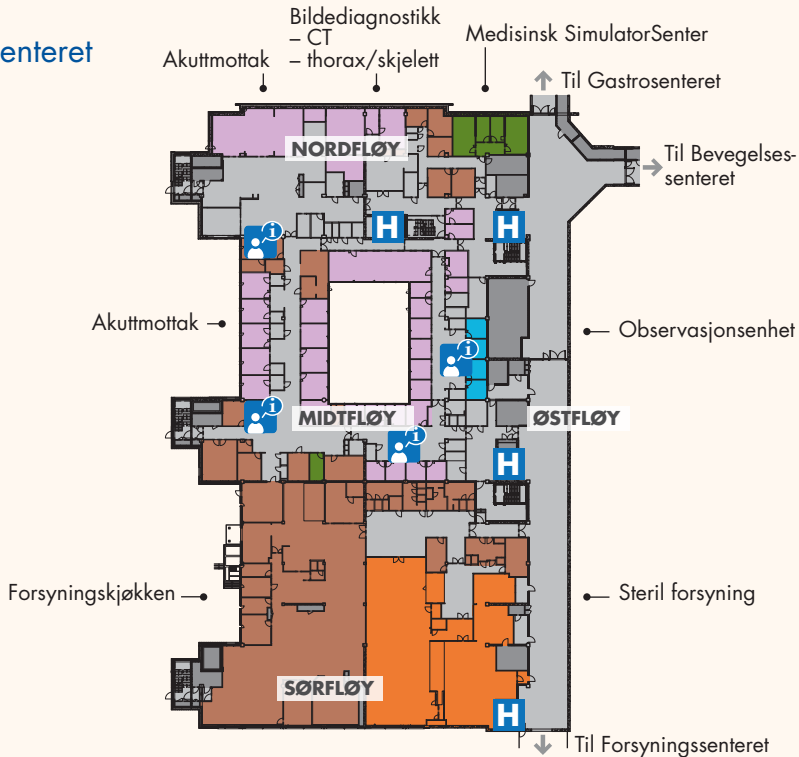 enteret
Akuttmottak
Bildediagnostikk
– CT
– thorax/skjelett
Medisinsk SimulatorSenter
Til Gastrosenteret
Til Bevegelses-
senteret
NORDFLØY
H
H
i
Akuttmottak
Observasjonsenhet
i
i
MIDTFLØY
ØSTFLØY
i
H
Forsyningskjøkken
Steril forsyning
SØRFLØY
H
Til Forsyningssenteret